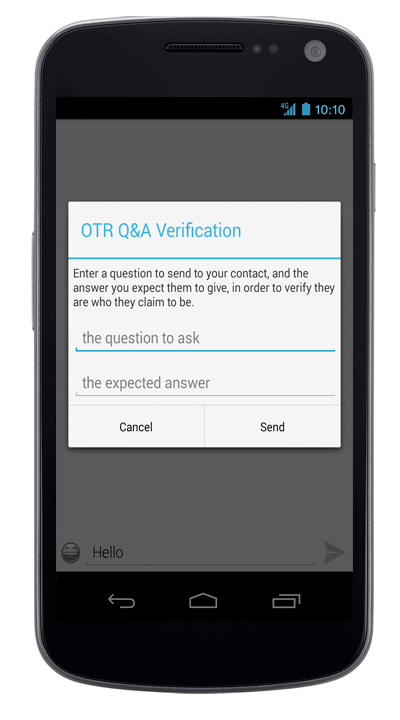 4G 10:10
OTR Q&A Verification
Enter a question to send to your contact, and the
answer you expect them to give, in order to verify they
are who they claim to be.
the question to ask
the expected answer
Cancel Send
Hello